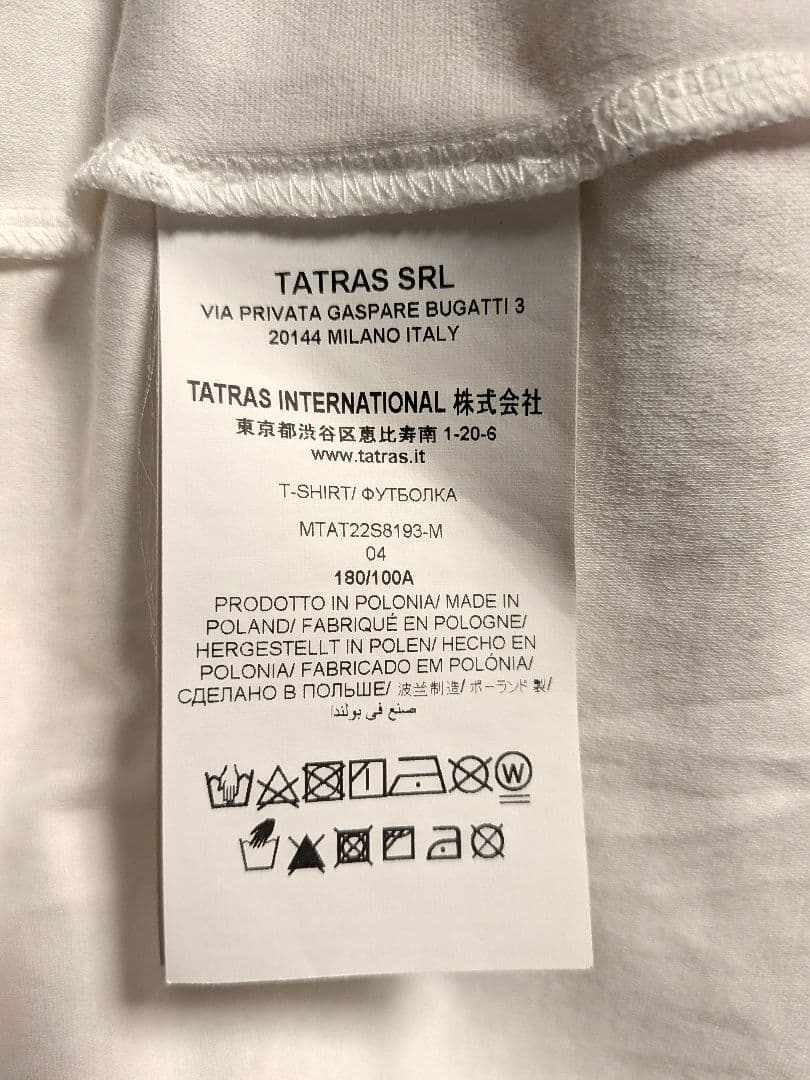 TATRAS SRL
VIA PRIVATA GASPARE BUGATTI 3
20144 MILANO ITALY
TATRAS INTERNATIONAL 株式会社
東京都渋谷区恵比寿南 1-20-6
www.tatras.it
T-SHIRT/ ФУТБОЛКА
MTAT22S8193-M
04
180/100A
PRODOTTO IN POLONIA/ MADE IN
POLAND/ FABRIQUÉ EN POLOGNE/
HERGESTELLT IN POLEN/ HECHO EN
POLONIA/ FABRICADO EM POLÓNIA/
СДЕЛАНО В ПОЛЬШЕ/ 波兰制造/ ポーランド 製/
صنع في بولندا
W